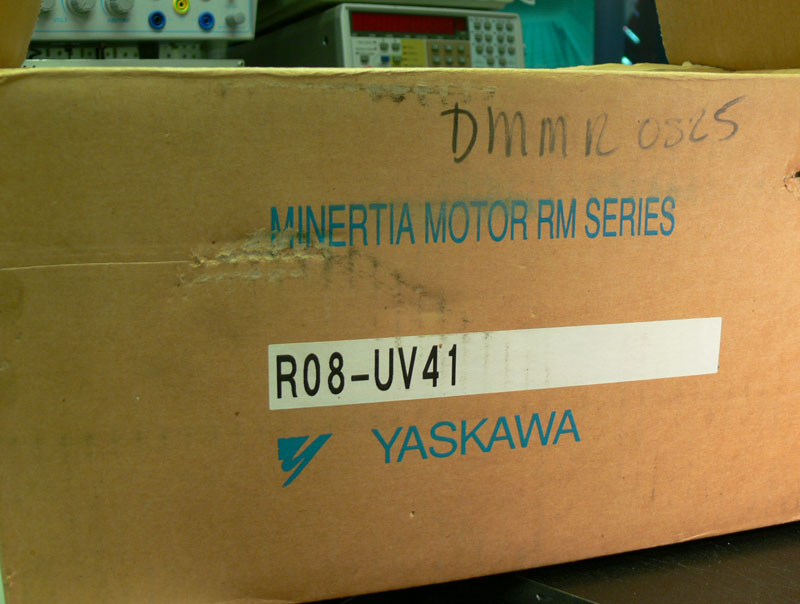 DMMR 0525
MINERTIA MOTOR RM SERIES
R08-UV41
YASKAWA